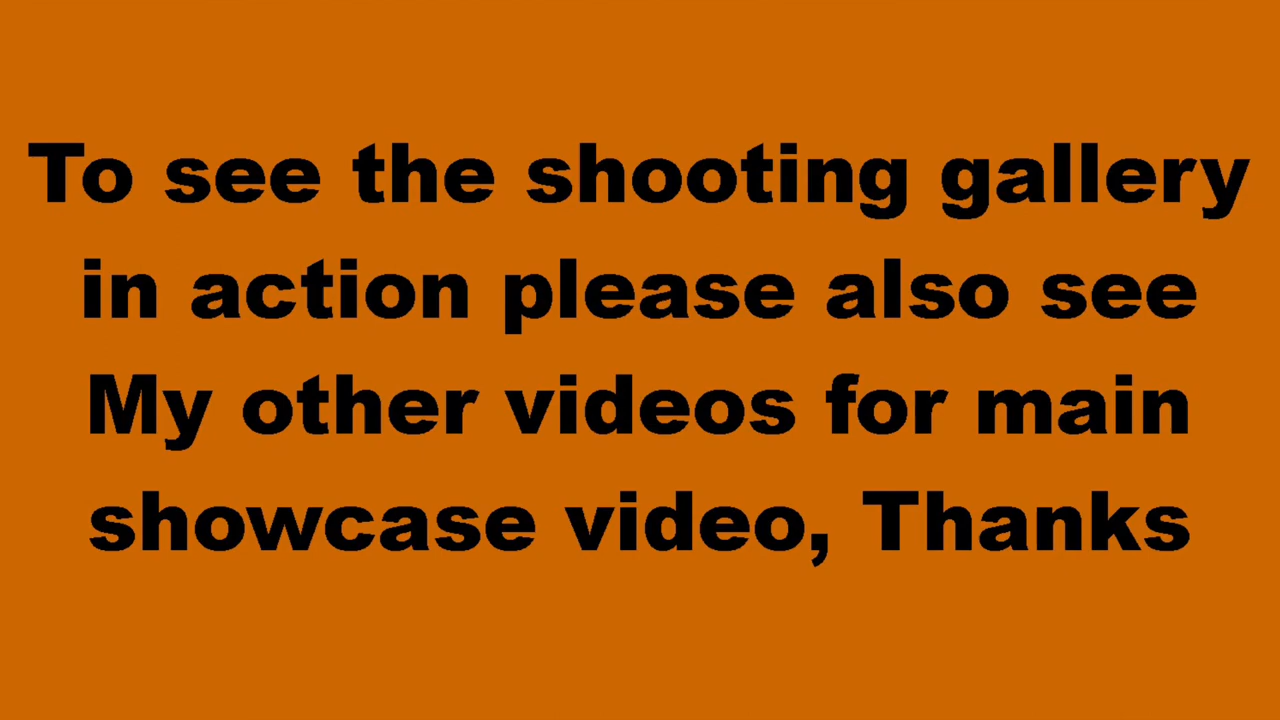 To see the shooting gallery
in action please also see
My other videos for main
showcase video, Thanks